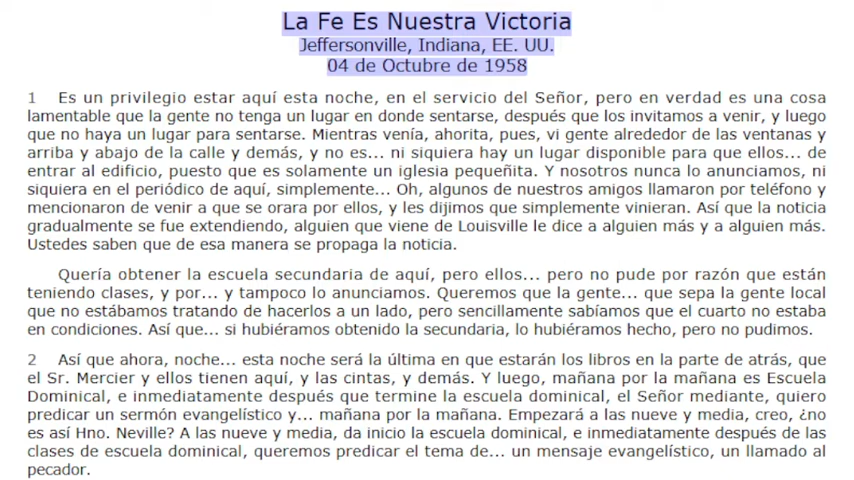 La Fe Es Nuestra Victoria
Jeffersonville, Indiana, EE. UU.
04 de Octubre de 1958
1 Es un privilegio estar aquí esta noche, en el servicio del Señor, pero en verdad es una cosa
lamentable que la gente no tenga un lugar en donde sentarse, después que los invitamos a venir, y luego
que no haya un lugar para sentarse. Mientras venía, ahorita, pues, vi gente alrededor de las ventanas y
arriba y abajo de la calle y demás, y no es... ni siquiera hay un lugar disponible para que ellos... de
entrar al edificio, puesto que es solamente un iglesia pequeñita. Y nosotros nunca lo anunciamos, ni
siquiera en el periódico de aquí, simplemente... Oh, algunos de nuestros amigos llamaron por teléfono y
mencionaron de venir a que se orara por ellos, y les dijimos que simplemente vinieran. Así que la noticia
gradualmente se fue extendiendo, alguien que viene de Louisville le dice a alguien más y a alguien más.
Ustedes saben que de esa manera se propaga la noticia.
Quería obtener la escuela secundaria de aquí, pero ellos... pero no pude por razón que están
teniendo clases, y por... y tampoco lo anunciamos. Queremos que la gente... que sepa la gente local
que no estábamos tratando de hacerlos a un lado, pero sencillamente sabíamos que el cuarto no estaba
en condiciones. Así que... si hubiéramos obtenido la secundaria, lo hubiéramos hecho, pero no pudimos.
2 Así que ahora, noche... esta noche será la última en que estarán los libros en la parte de atrás, que
el Sr. Mercier y ellos tienen aquí, y las cintas, y demás. Y luego, mañana por la mañana es Escuela
Dominical, e inmediatamente después que termine la escuela dominical, el Señor mediante, quiero
predicar un sermón evangelístico y... mañana por la mañana. Empezará a las nueve y media, creo, ¿no
es así Hno. Neville? A las nueve y media, da inicio la escuela dominical, e inmediatamente después de las
clases de escuela dominical, queremos predicar el tema de... un mensaje evangelístico, un llamado al
pecador.